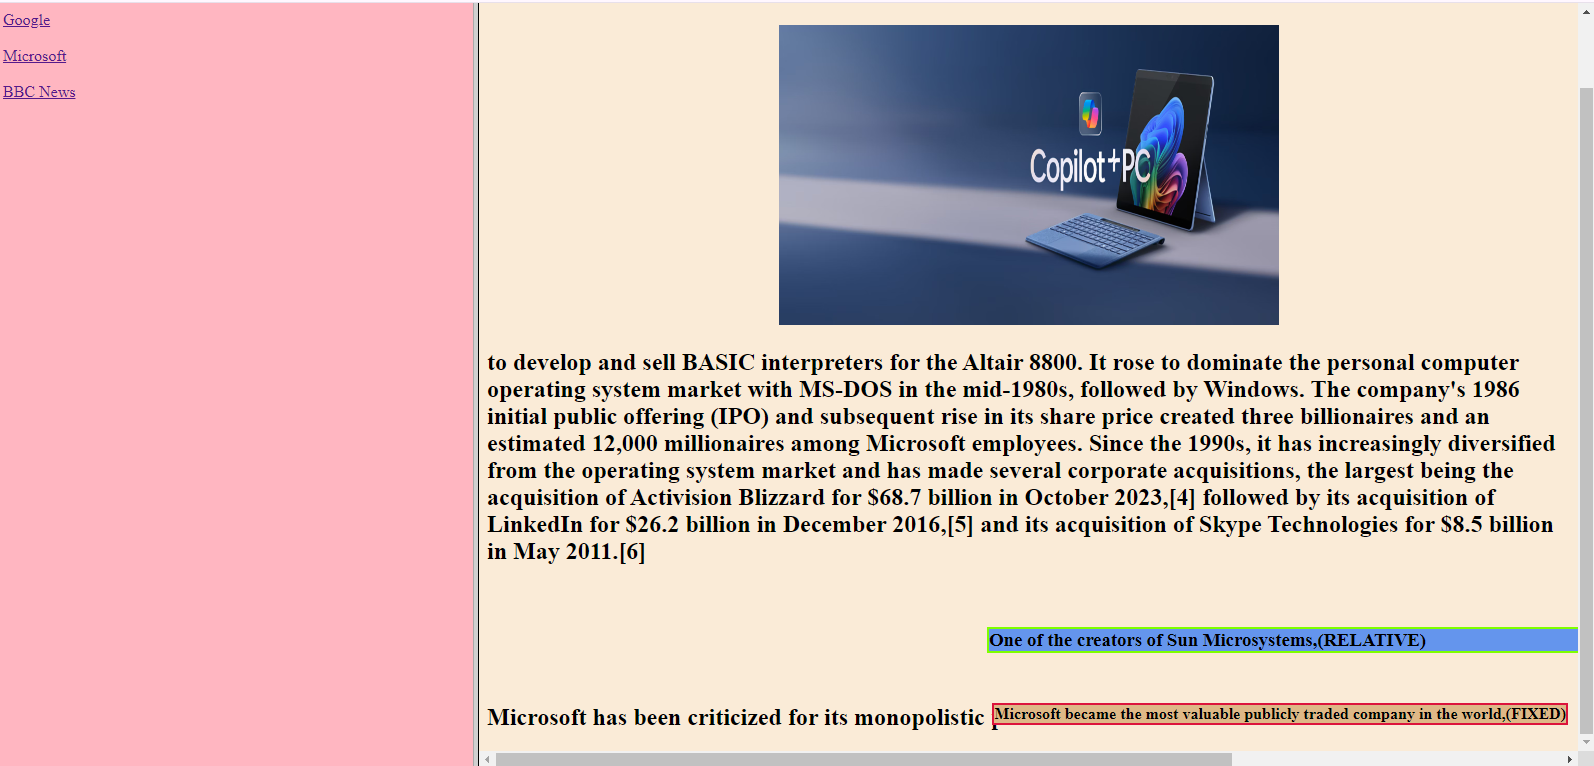 Google
Microsoft
BBC News
Copilot+PC
to develop and sell BASIC interpreters for the Altair 8800. It rose to dominate the personal computer
operating system market with MS-DOS in the mid-1980s, followed by Windows. The company's 1986
initial public offering (IPO) and subsequent rise in its share price created three billionaires and an
estimated 12,000 millionaires among Microsoft employees. Since the 1990s, it has increasingly diversified
from the operating system market and has made several corporate acquisitions, the largest being the
acquisition of Activision Blizzard for $68.7 billion in October 2023,[4] followed by its acquisition of
LinkedIn for $26.2 billion in December 2016,[5] and its acquisition of Skype Technologies for $8.5 billion
in May 2011.[6]
One of the creators of Sun Microsystems,(RELATIVE)
Microsoft has been criticized for its monopolistic
Microsoft became the most valuable publicly traded company in the world,(FIXED)